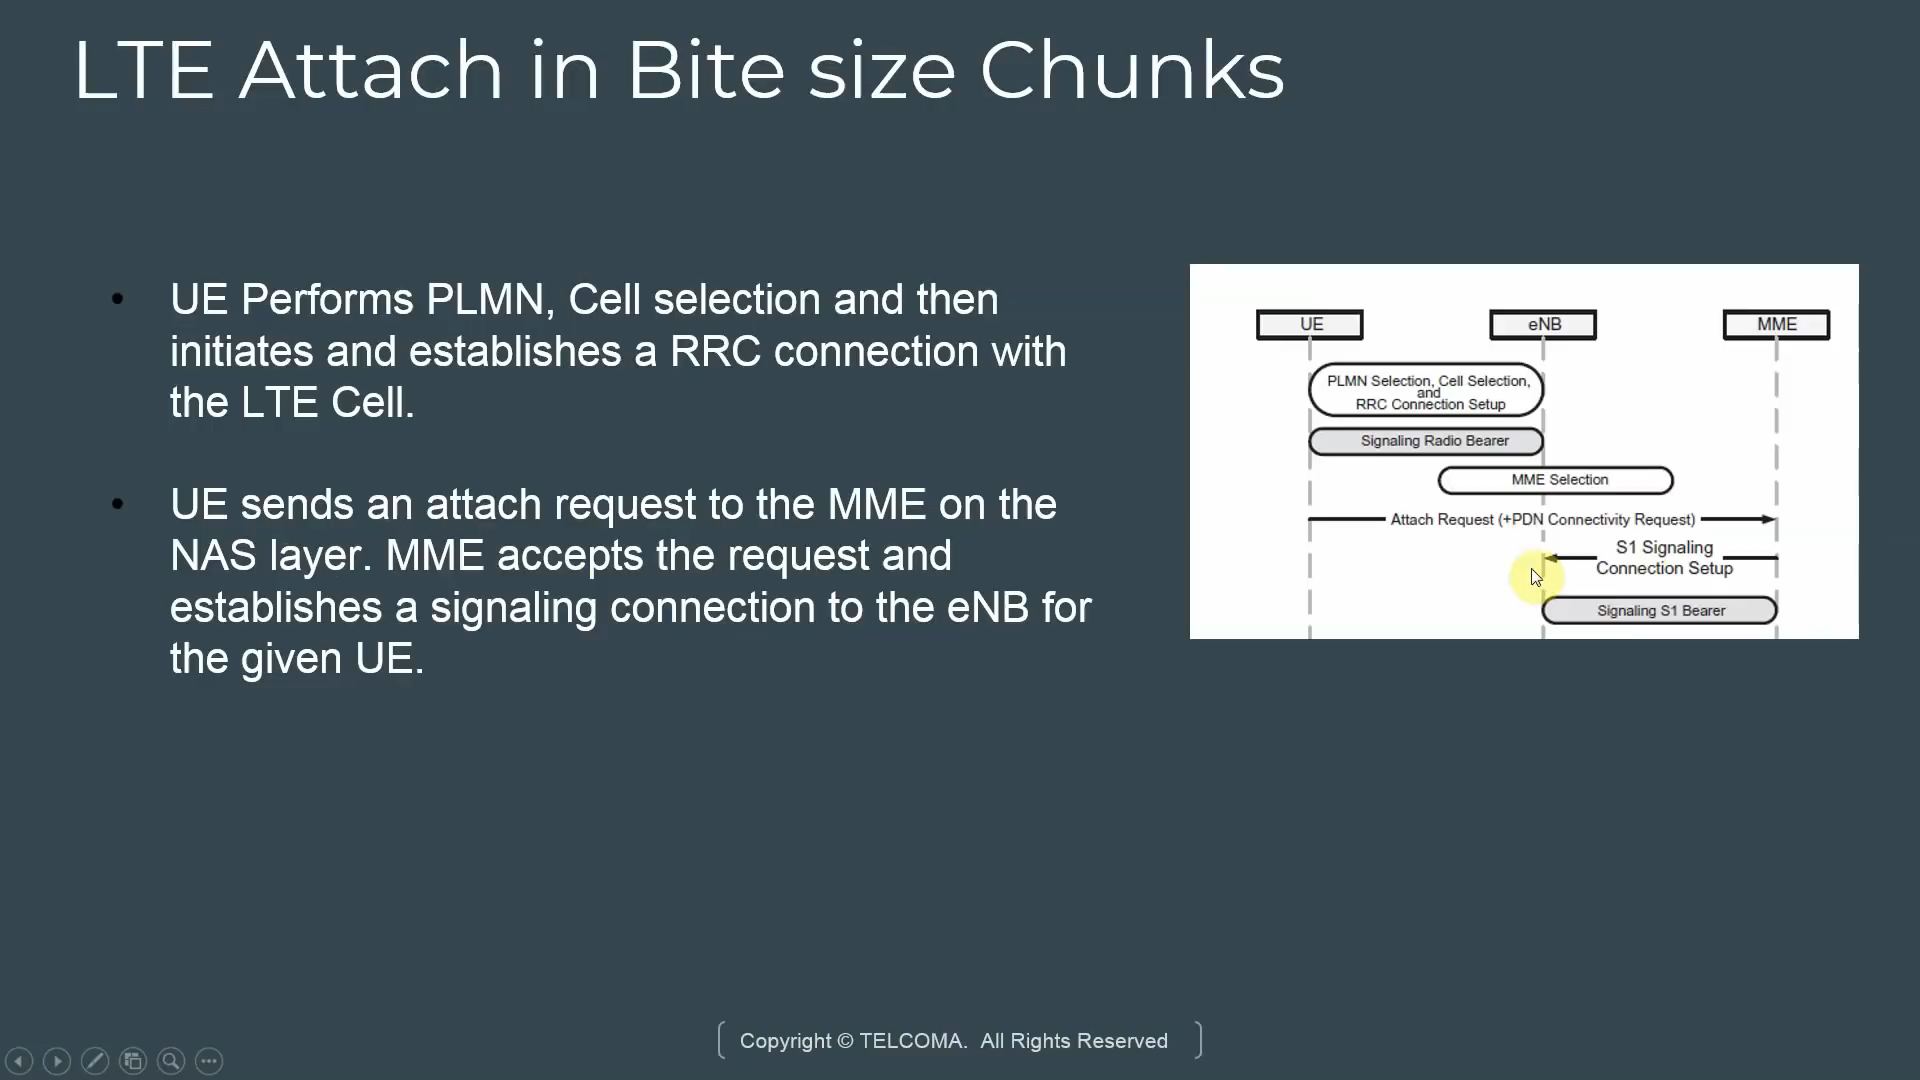 LTE Attach in Bite size Chunks
• UE Performs PLMN, Cell selection and then
initiates and establishes a RRC connection with
the LTE Cell.
• UE sends an attach request to the MME on the
NAS layer. MME accepts the request and
establishes a signaling connection to the eNB for
the given UE.
UE
eNB
MME
PLMN Selection, Cell Selection,
and
RRC Connection Setup
Signaling Radio Bearer
MME Selection
Attach Request (+PDN Connectivity Request)
S1 Signaling
Connection Setup
Signaling S1 Bearer
Copyright © TELCOMA. All Rights Reserved